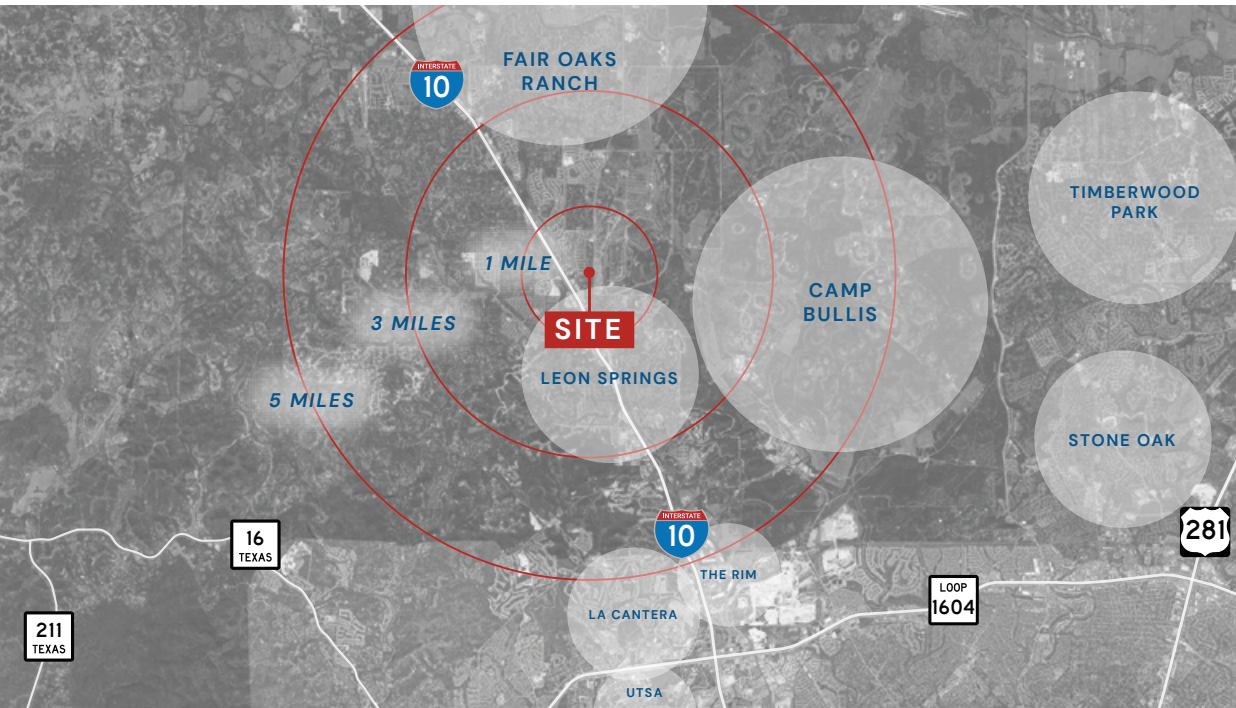 FAIR OAKS
RANCH
INTERSTATE
10
TIMBERWOOD
PARK
1 MILE
CAMP
BULLIS
3 MILES
SITE
LEON SPRINGS
5 MILES
STONE OAK
INTERSTATE
10
281
16
TEXAS
THE RIM
LOOP
1604
LA CANTERA
211
TEXAS
UTSA